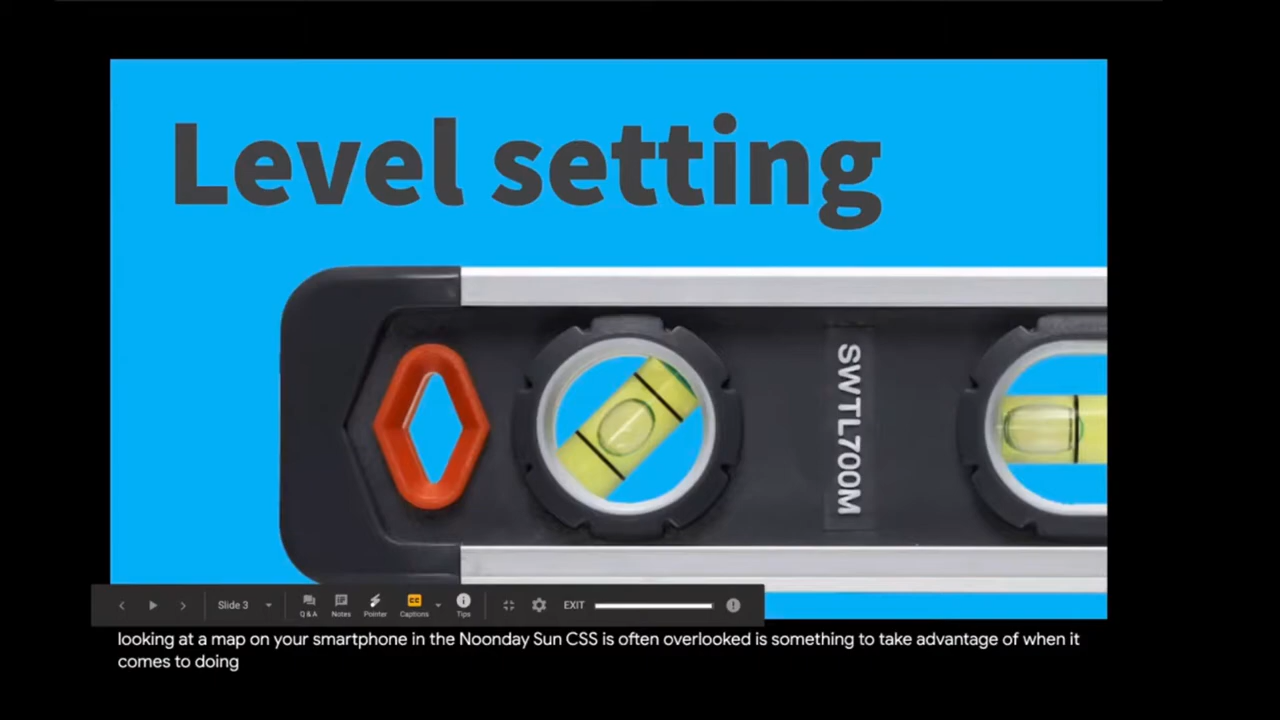 Level setting
SWTL700M
Slide 3
Q & A
Notes
Pointer
CC
Captions
Tips
EXIT
looking at a map on your smartphone in the Noonday Sun CSS is often overlooked is something to take advantage of when it
comes to doing